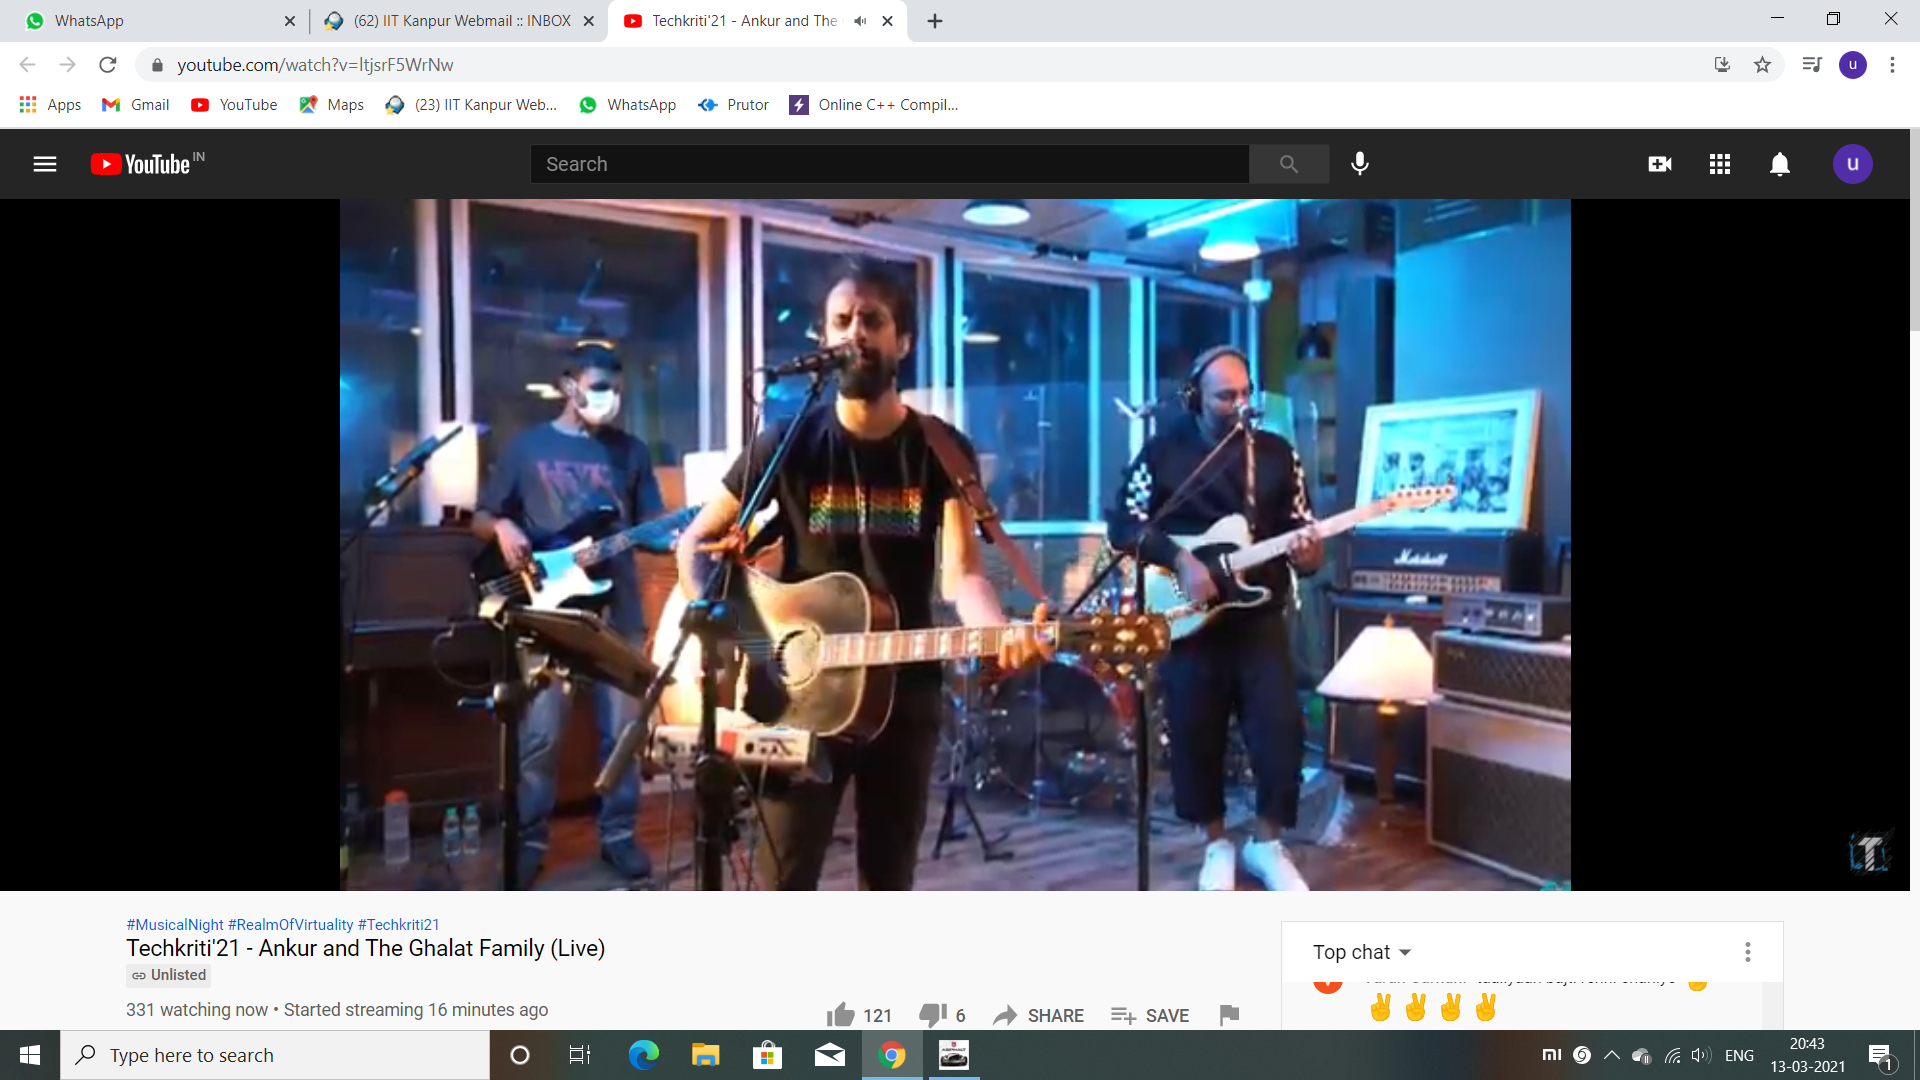 WhatsApp
(62) IIT Kanpur Webmail :: INBOX
Techkriti'21 - Ankur and The
youtube.com/watch?v=ltjsrF5WrNw
u
Apps
Gmail
YouTube
Maps
(23) IIT Kanpur Web...
WhatsApp
Prutor
Online C++ Compil...
YouTube IN
Search
u
Marshall
#MusicalNight #RealmOfVirtuality #Techkriti21
Techkriti'21 - Ankur and The Ghalat Family (Live)
Unlisted
331 watching now • Started streaming 16 minutes ago
121
6
SHARE
SAVE
Top chat
Type here to search
mi
ENG
20:43
13-03-2021
1